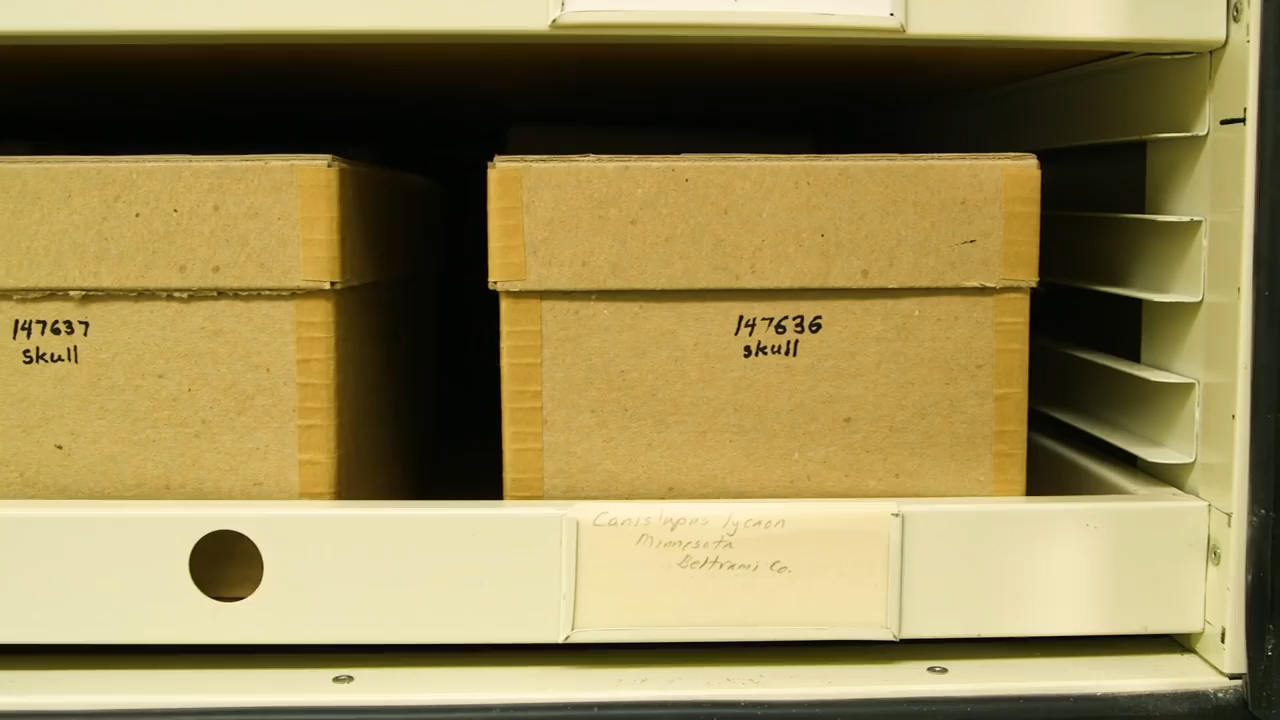 147637
skull
147636
skull
Canis lupus lycaon
Minnesota
Beltrami Co.